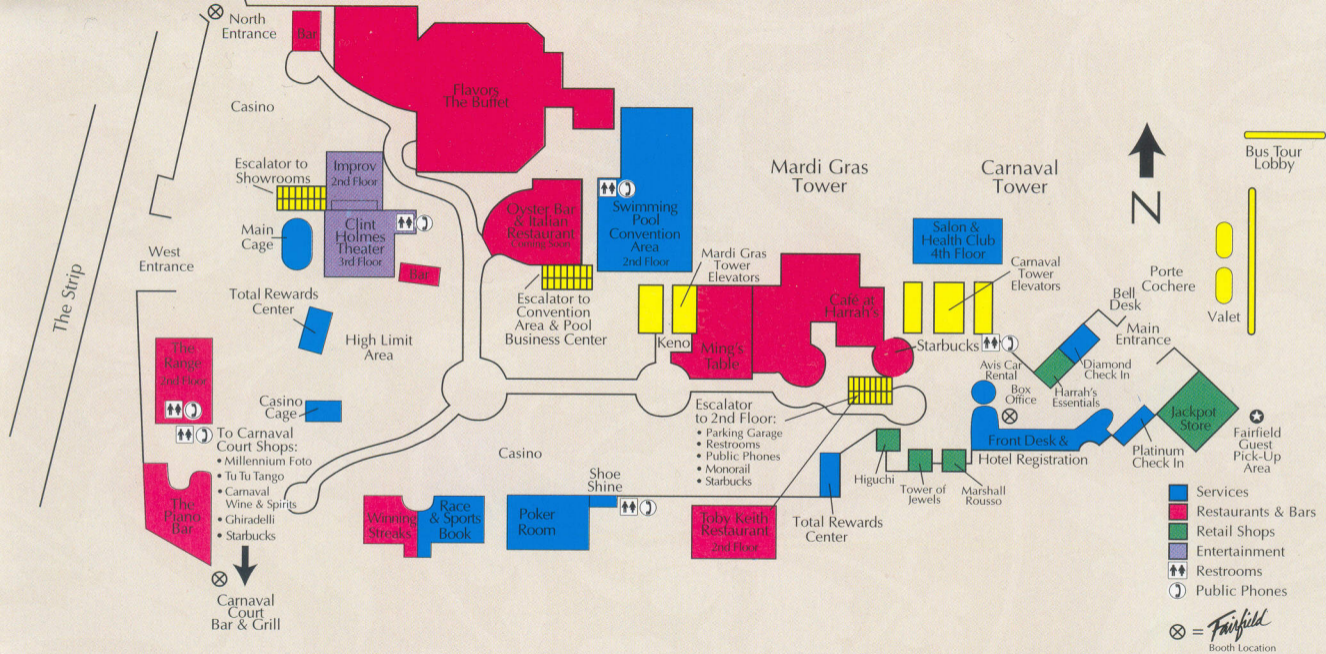 North
Entrance
Bar
Flavors
The Buffet
Casino
Escalator to
Showrooms
Improv
2nd Floor
Main
Cage
Clint
Holmes
Theater
3rd Floor
Bar
West
Entrance
The Strip
Total Rewards
Center
High Limit
Area
Oyster Bar
& Italian
Restaurant
Coming Soon
Swimming
Pool
Convention
Area
2nd Floor
Escalator to
Convention
Area & Pool
Business Center
Mardi Gras
Tower
Elevators
Keno
Mardi Gras
Tower
Carnaval
Tower
Salon &
Health Club
4th Floor
Carnaval
Tower
Elevators
N
Bus Tour
Lobby
Porte
Cochere
Valet
Bell
Desk
Main
Entrance
Café at
Harrah's
Ming's
Table
Starbucks
Avis Car
Rental
Box
Office
Diamond
Check In
Harrah's
Essentials
Jackpot
Store
Fairfield
Guest
Pick-Up
Area
Platinum
Check In
Front Desk &
Hotel Registration
The
Range
2nd Floor
Casino
Cage
To Carnaval
Court Shops:
• Millennium Foto
• Tu Tu Tango
• Carnaval
Wine & Spirits
• Ghiradelli
• Starbucks
The
Piano
Bar
Carnaval
Court
Bar & Grill
Winning
Streaks
Race
& Sports
Book
Casino
Poker
Room
Shoe
Shine
Escalator
to 2nd Floor:
• Parking Garage
• Restrooms
• Public Phones
• Monorail
• Starbucks
Toby Keith
Restaurant
2nd Floor
Total Rewards
Center
Higuchi
Tower of
Jewels
Marshall
Rousso
Services
Restaurants & Bars
Retail Shops
Entertainment
Restrooms
Public Phones
= Fairfield
Booth Location